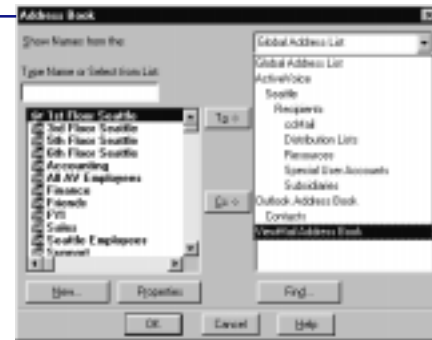 Address Book
Show Names from the:
Global Address List
Type Name or Select from List:
1st Floor Seattle
3rd Floor Seattle
5th Floor Seattle
6th Floor Seattle
Accounting
All AV Employees
Finance
Friends
FYI
Sales
Seattle Employees
Support
To ->
Cc ->
Global Address List
ActiveVoice
Seattle
Recipients
ccMail
Distribution Lists
Resources
Special User Accounts
Subsidiaries
Outlook Address Book
Contacts
ViewMail Address Book
New...
Properties
Find...
OK
Cancel
Help